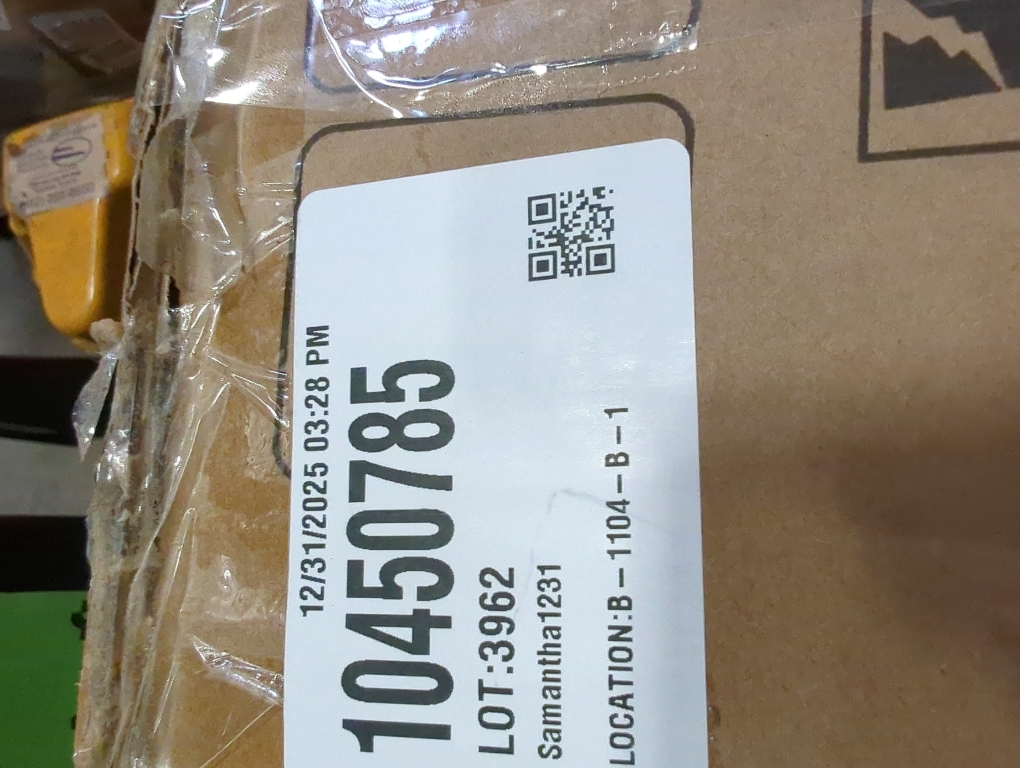 12/31/2025 03:28 PM
10450785
LOT:3962
Samantha1231
LOCATION:B-1104-B-1